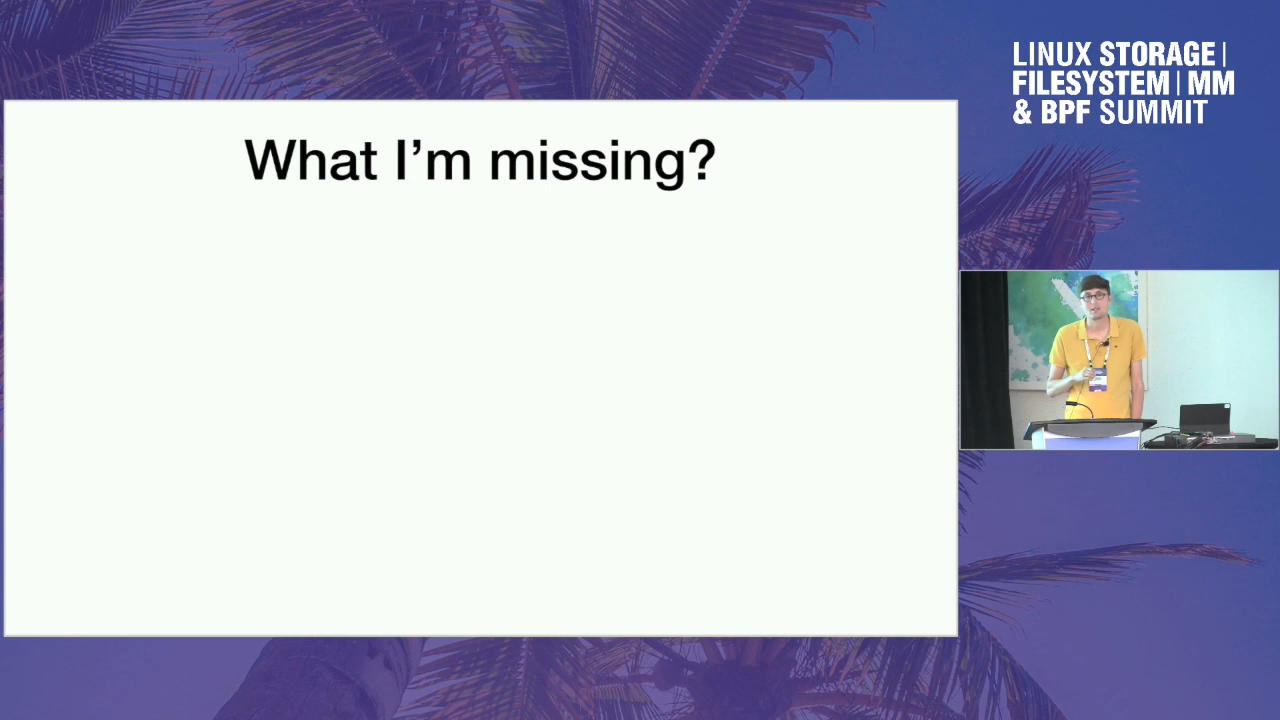 LINUX STORAGE |
FILESYSTEM | MM
& BPF SUMMIT
What I’m missing?